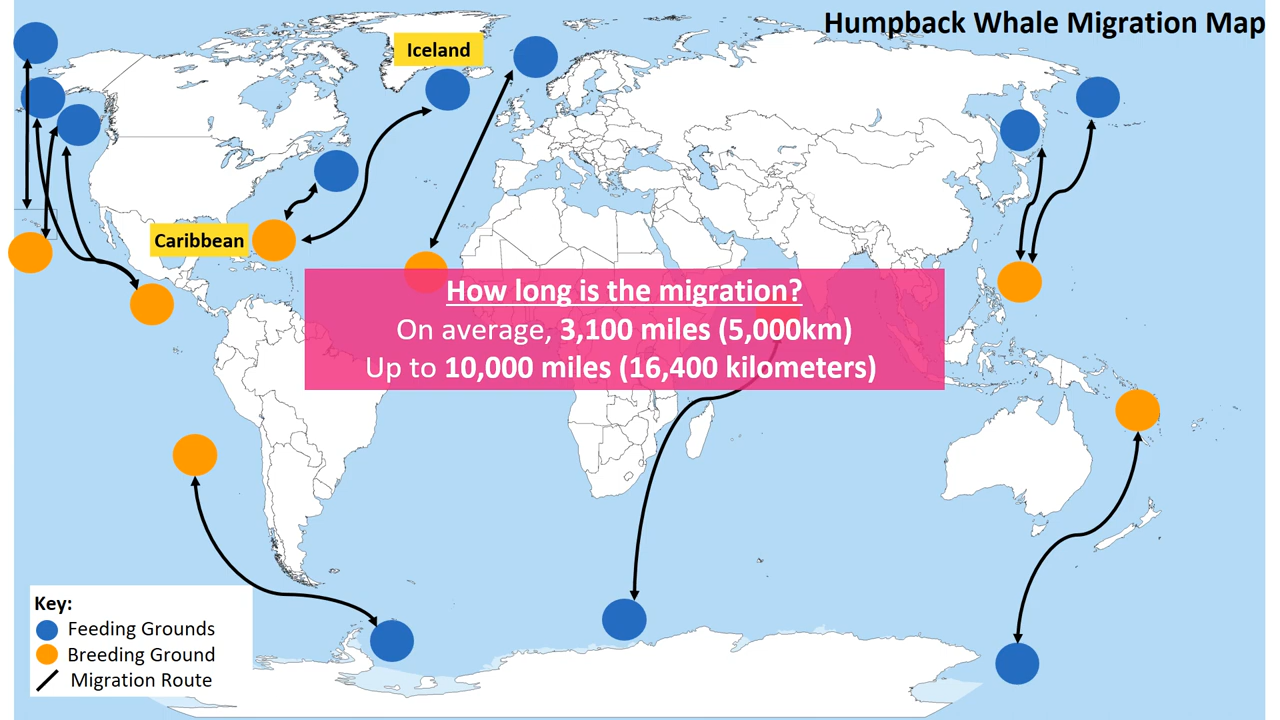 Humpback Whale Migration Map
Iceland
Caribbean
How long is the migration?
On average, 3,100 miles (5,000km)
Up to 10,000 miles (16,400 kilometers)
Key:
Feeding Grounds
Breeding Ground
Migration Route